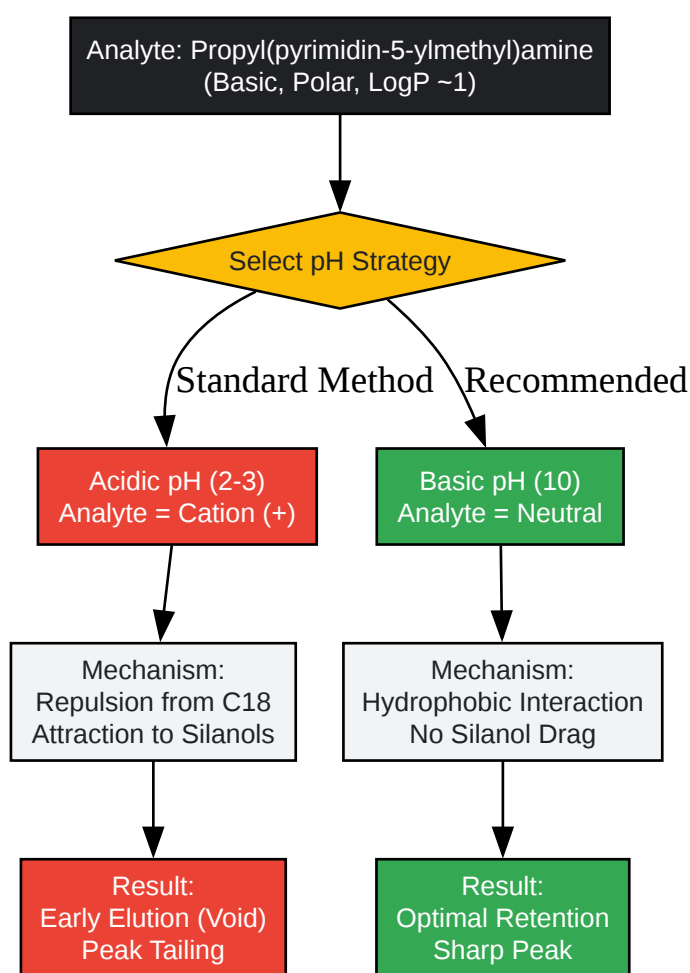 Analyte: Propyl(pyrimidin-5-ylmethyl)amine
(Basic, Polar, LogP ~1)
Select pH Strategy
Standard Method
Recommended
Acidic pH (2-3)
Analyte = Cation (+)
Basic pH (10)
Analyte = Neutral
Mechanism:
Repulsion from C18
Attraction to Silanols
Mechanism:
Hydrophobic Interaction
No Silanol Drag
Result:
Early Elution (Void)
Peak Tailing
Result:
Optimal Retention
Sharp Peak